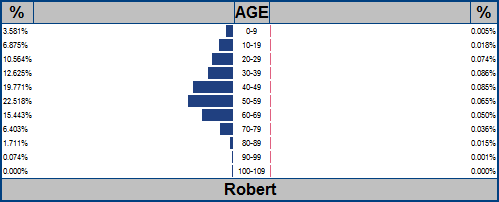 % AGE %
3.581% 0-9 0.005%
6.875% 10-19 0.018%
10.564% 20-29 0.074%
12.625% 30-39 0.086%
19.771% 40-49 0.085%
22.518% 50-59 0.065%
15.443% 60-69 0.050%
6.403% 70-79 0.036%
1.711% 80-89 0.015%
0.074% 90-99 0.001%
0.000% 100-109 0.000%
Robert